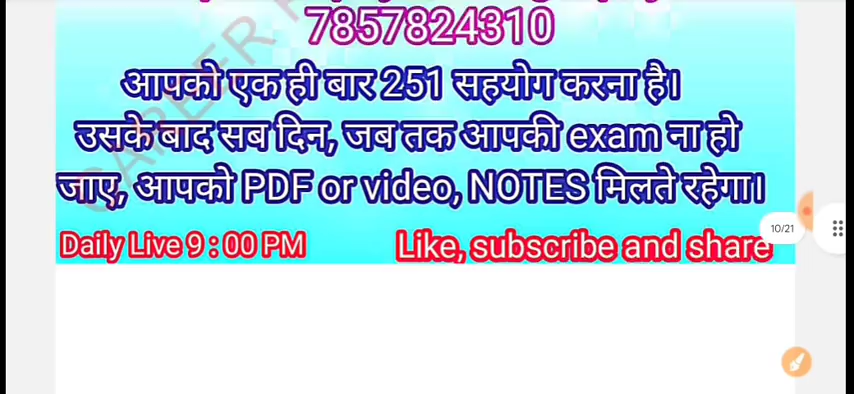 7857824310
आपको एक ही बार 251 सहयोग करना है।
उसके बाद सब दिन, जब तक आपकी exam ना हो
जाए, आपको PDF or video, NOTES मिलते रहेगा।
Daily Live 9 : 00 PM
Like, subscribe and share
10/21
CAREER